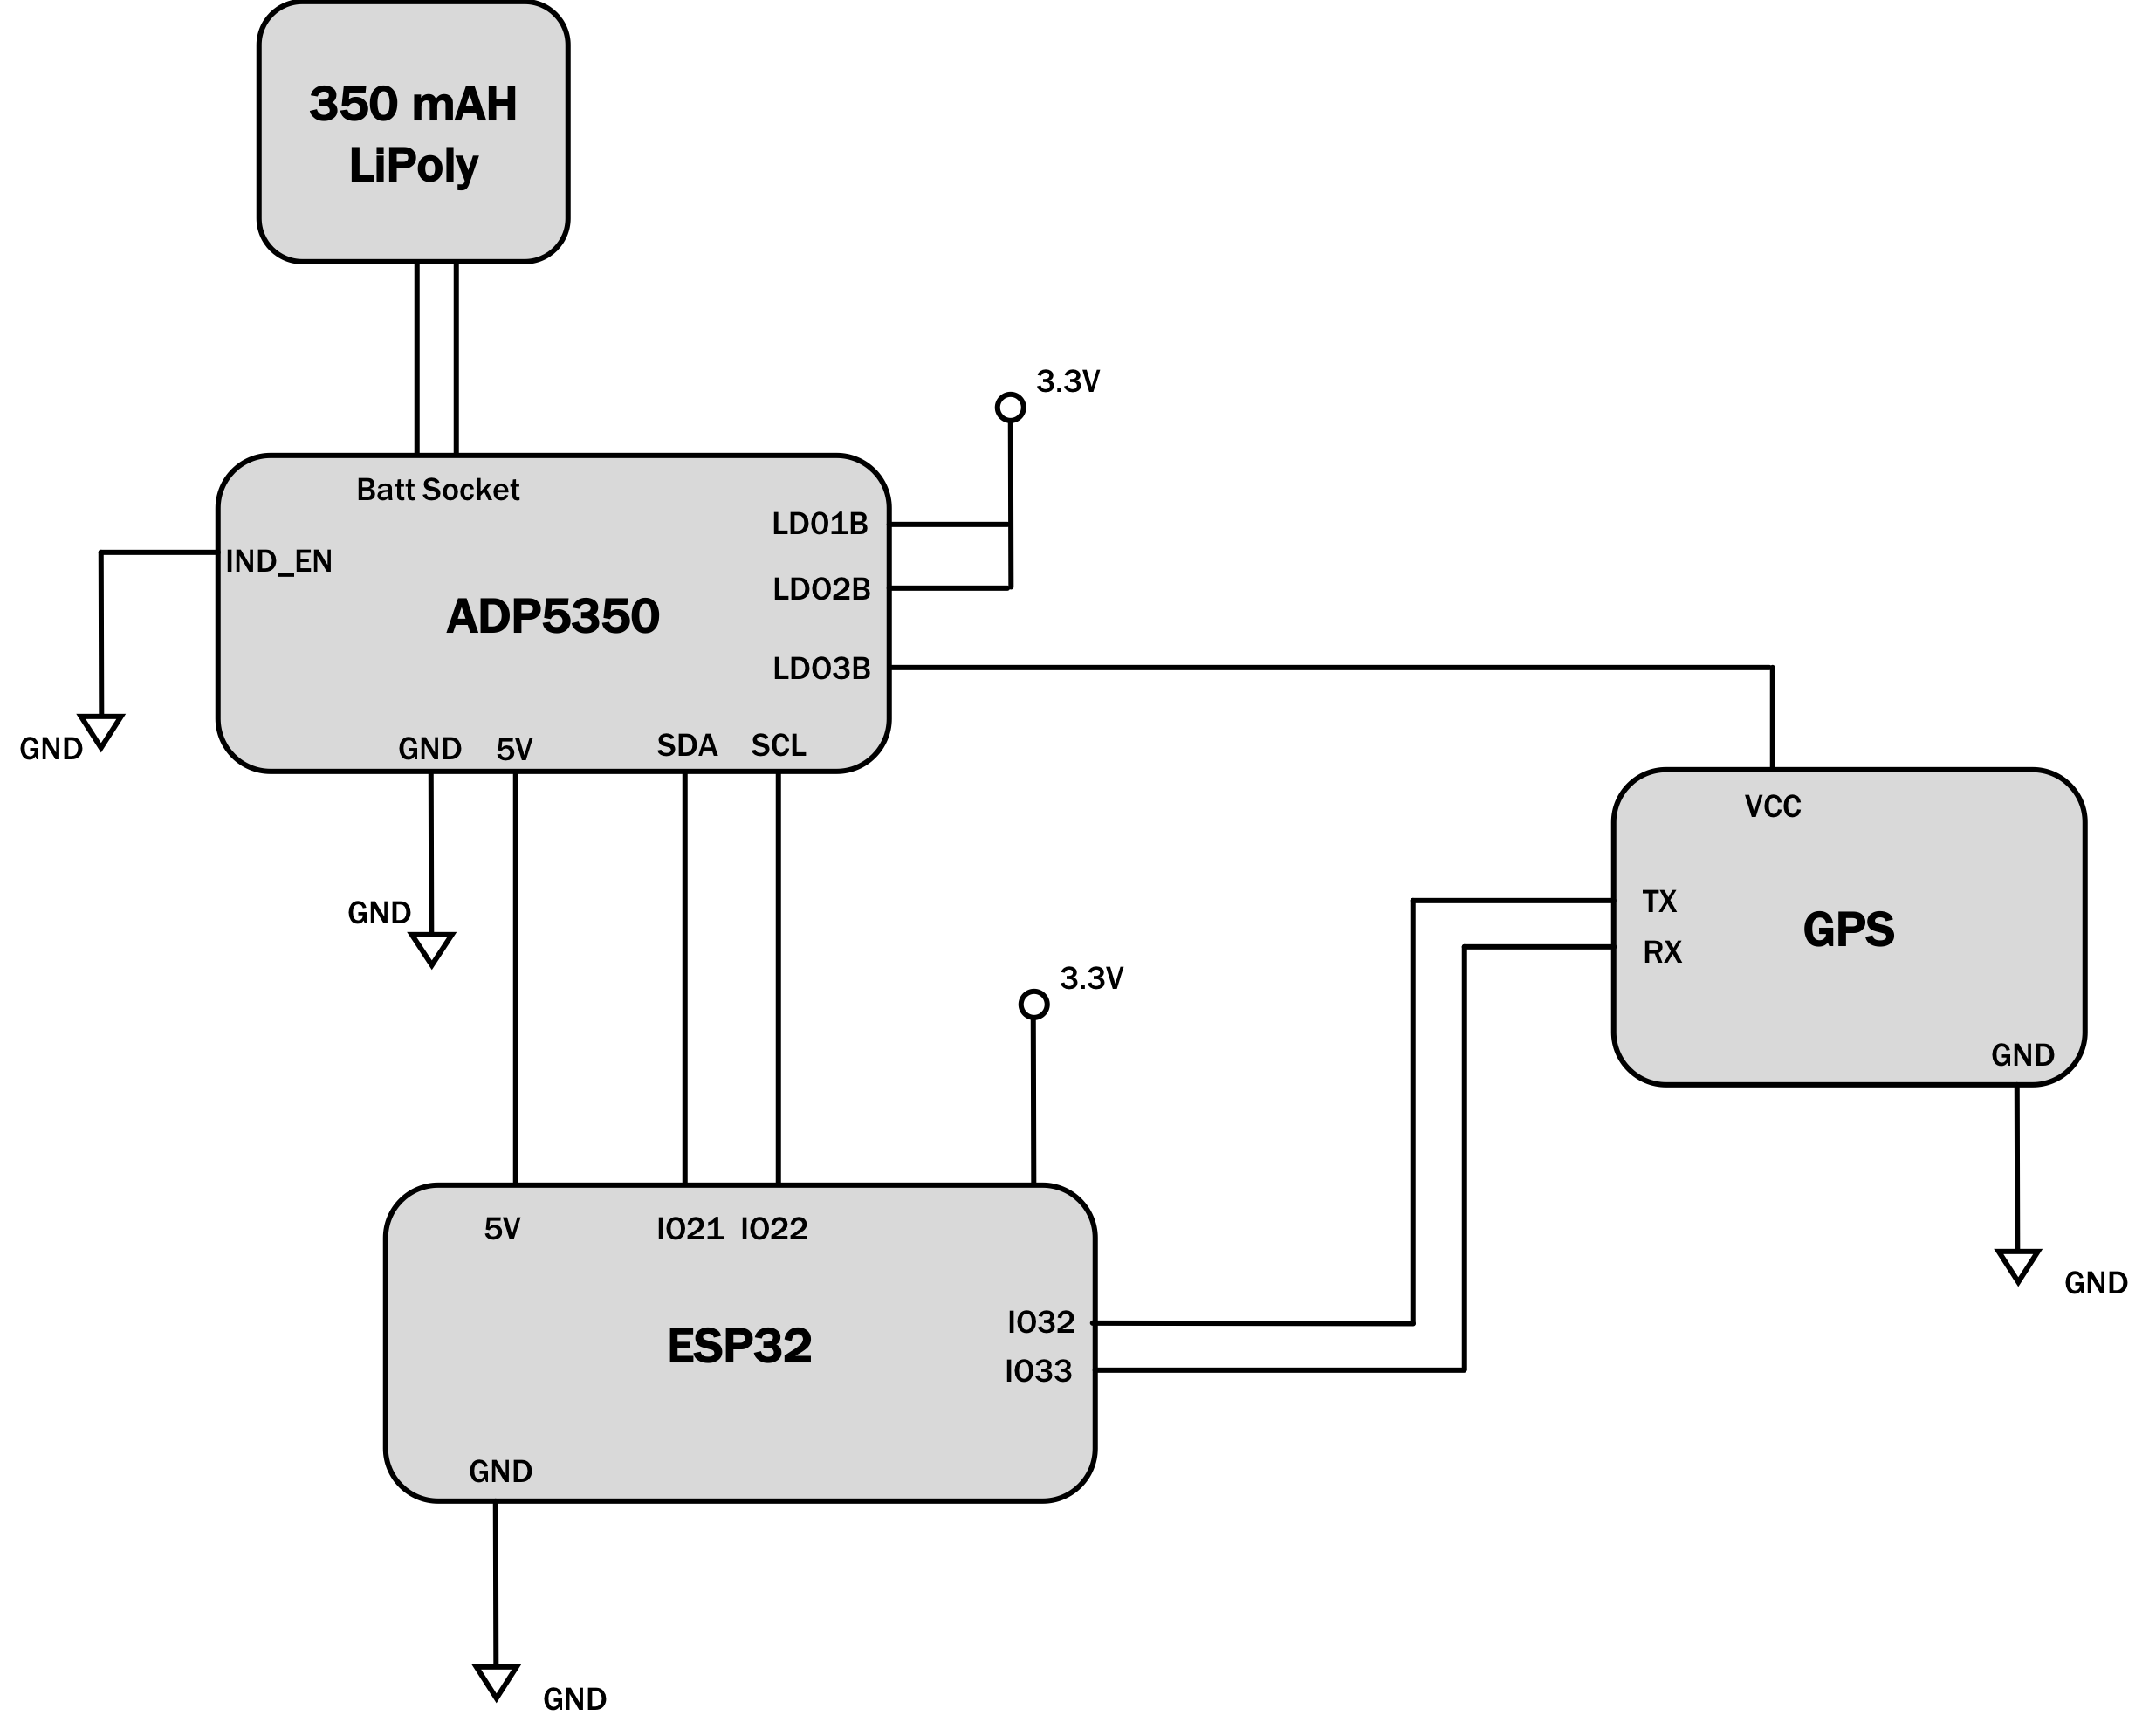 350 mAH
LiPoly
3.3V
Batt Socket
LDO1B
IND_EN
LDO2B
ADP5350
LDO3B
GND
GND
5V
SDA
SCL
VCC
TX
GND
GPS
RX
3.3V
GND
5V
IO21
IO22
GND
IO32
ESP32
IO33
GND
GND